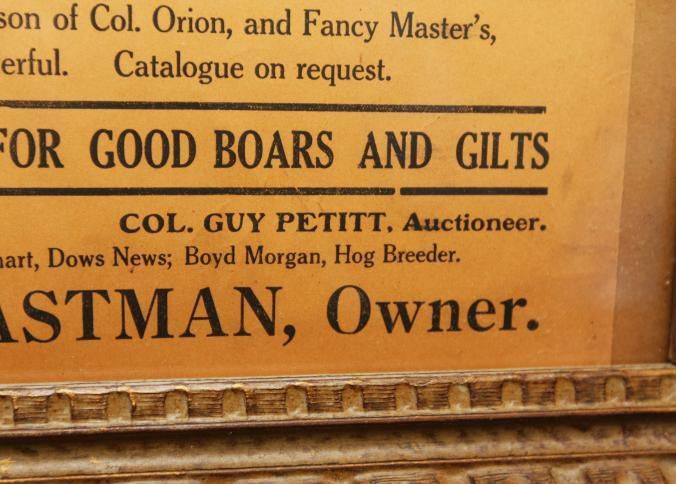 son of Col. Orion, and Fancy Master's,
erful. Catalogue on request.
FOR GOOD BOARS AND GILTS
COL. GUY PETITT, Auctioneer.
hart, Dows News; Boyd Morgan, Hog Breeder.
ASTMAN, Owner.